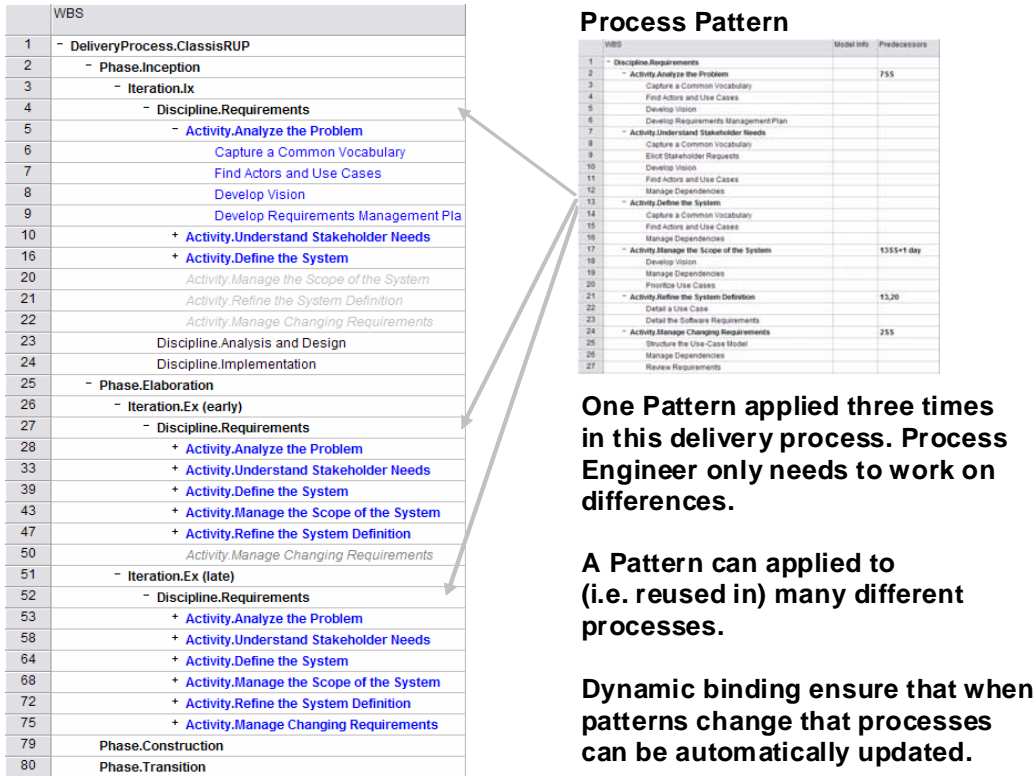 WBS
1 − DeliveryProcess.ClassisRUP
2 − Phase.Inception
3 − Iteration.Ix
4 − Discipline.Requirements
5 − Activity.Analyze the Problem
6 Capture a Common Vocabulary
7 Find Actors and Use Cases
8 Develop Vision
9 Develop Requirements Management Pla
10 + Activity.Understand Stakeholder Needs
16 + Activity.Define the System
20 Activity.Manage the Scope of the System
21 Activity.Refine the System Definition
22 Activity.Manage Changing Requirements
23 Discipline.Analysis and Design
24 Discipline.Implementation
25 − Phase.Elaboration
26 − Iteration.Ex (early)
27 − Discipline.Requirements
28 + Activity.Analyze the Problem
33 + Activity.Understand Stakeholder Needs
39 + Activity.Define the System
43 + Activity.Manage the Scope of the System
47 + Activity.Refine the System Definition
50 Activity.Manage Changing Requirements
51 − Iteration.Ex (late)
52 − Discipline.Requirements
53 + Activity.Analyze the Problem
58 + Activity.Understand Stakeholder Needs
64 + Activity.Define the System
68 + Activity.Manage the Scope of the System
72 + Activity.Refine the System Definition
75 + Activity.Manage Changing Requirements
79 Phase.Construction
80 Phase.Transition
Process Pattern
WBS Model Info Predecessors
1 − Discipline.Requirements
2 − Activity.Analyze the Problem 7SS
3 Capture a Common Vocabulary
4 Find Actors and Use Cases
5 Develop Vision
6 Develop Requirements Management Plan
7 − Activity.Understand Stakeholder Needs
8 Capture a Common Vocabulary
9 Elicit Stakeholder Requests
10 Develop Vision
11 Find Actors and Use Cases
12 Manage Dependencies
13 − Activity.Define the System
14 Capture a Common Vocabulary
15 Find Actors and Use Cases
16 Manage Dependencies
17 − Activity.Manage the Scope of the System 13SS+1 day
18 Develop Vision
19 Manage Dependencies
20 Prioritize Use Cases
21 − Activity.Refine the System Definition 13,20
22 Detail a Use Case
23 Detail the Software Requirements
24 − Activity.Manage Changing Requirements 2SS
25 Structure the Use-Case Model
26 Manage Dependencies
27 Review Requirements
One Pattern applied three times
in this delivery process. Process
Engineer only needs to work on
differences.
A Pattern can applied to
(i.e. reused in) many different
processes.
Dynamic binding ensure that when
patterns change that processes
can be automatically updated.